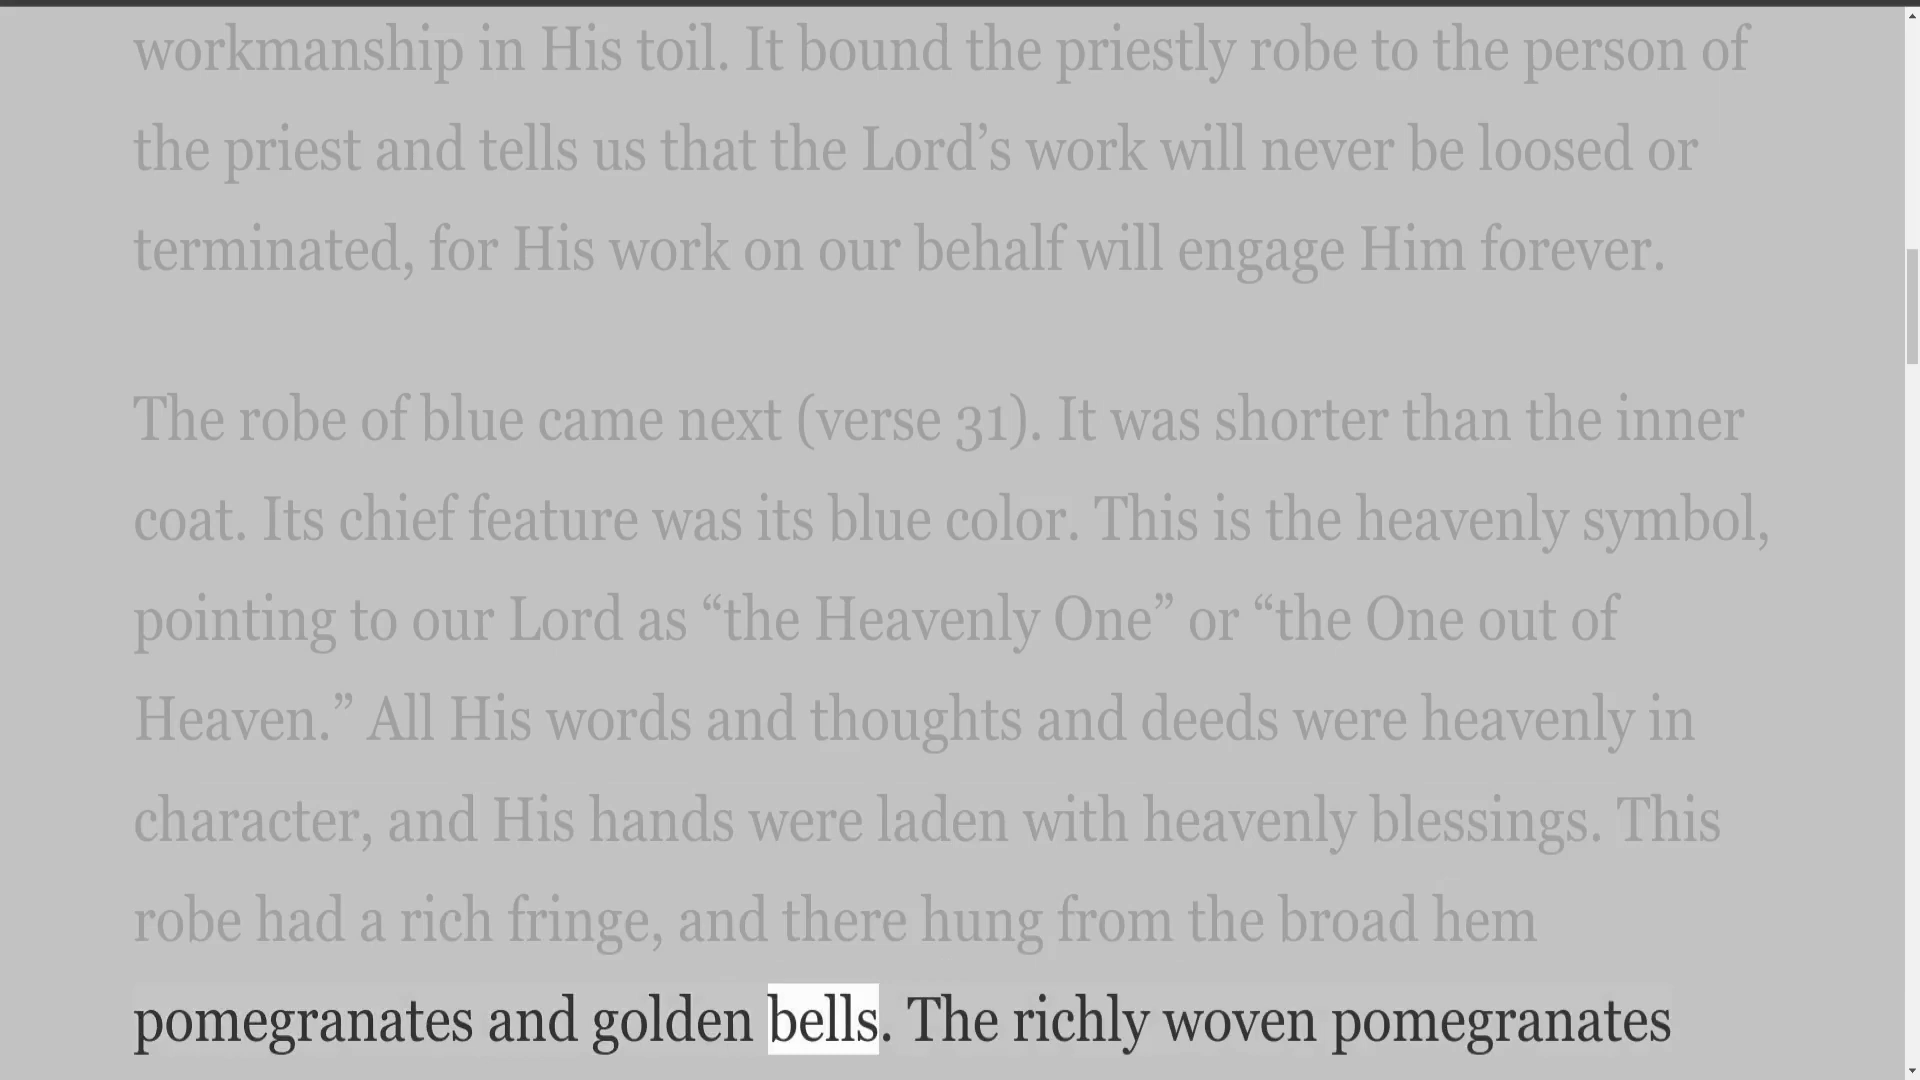 workmanship in His toil. It bound the priestly robe to the person of
the priest and tells us that the Lord’s work will never be loosed or
terminated, for His work on our behalf will engage Him forever.
The robe of blue came next (verse 31). It was shorter than the inner
coat. Its chief feature was its blue color. This is the heavenly symbol,
pointing to our Lord as “the Heavenly One” or “the One out of
Heaven.” All His words and thoughts and deeds were heavenly in
character, and His hands were laden with heavenly blessings. This
robe had a rich fringe, and there hung from the broad hem
pomegranates and golden bells. The richly woven pomegranates